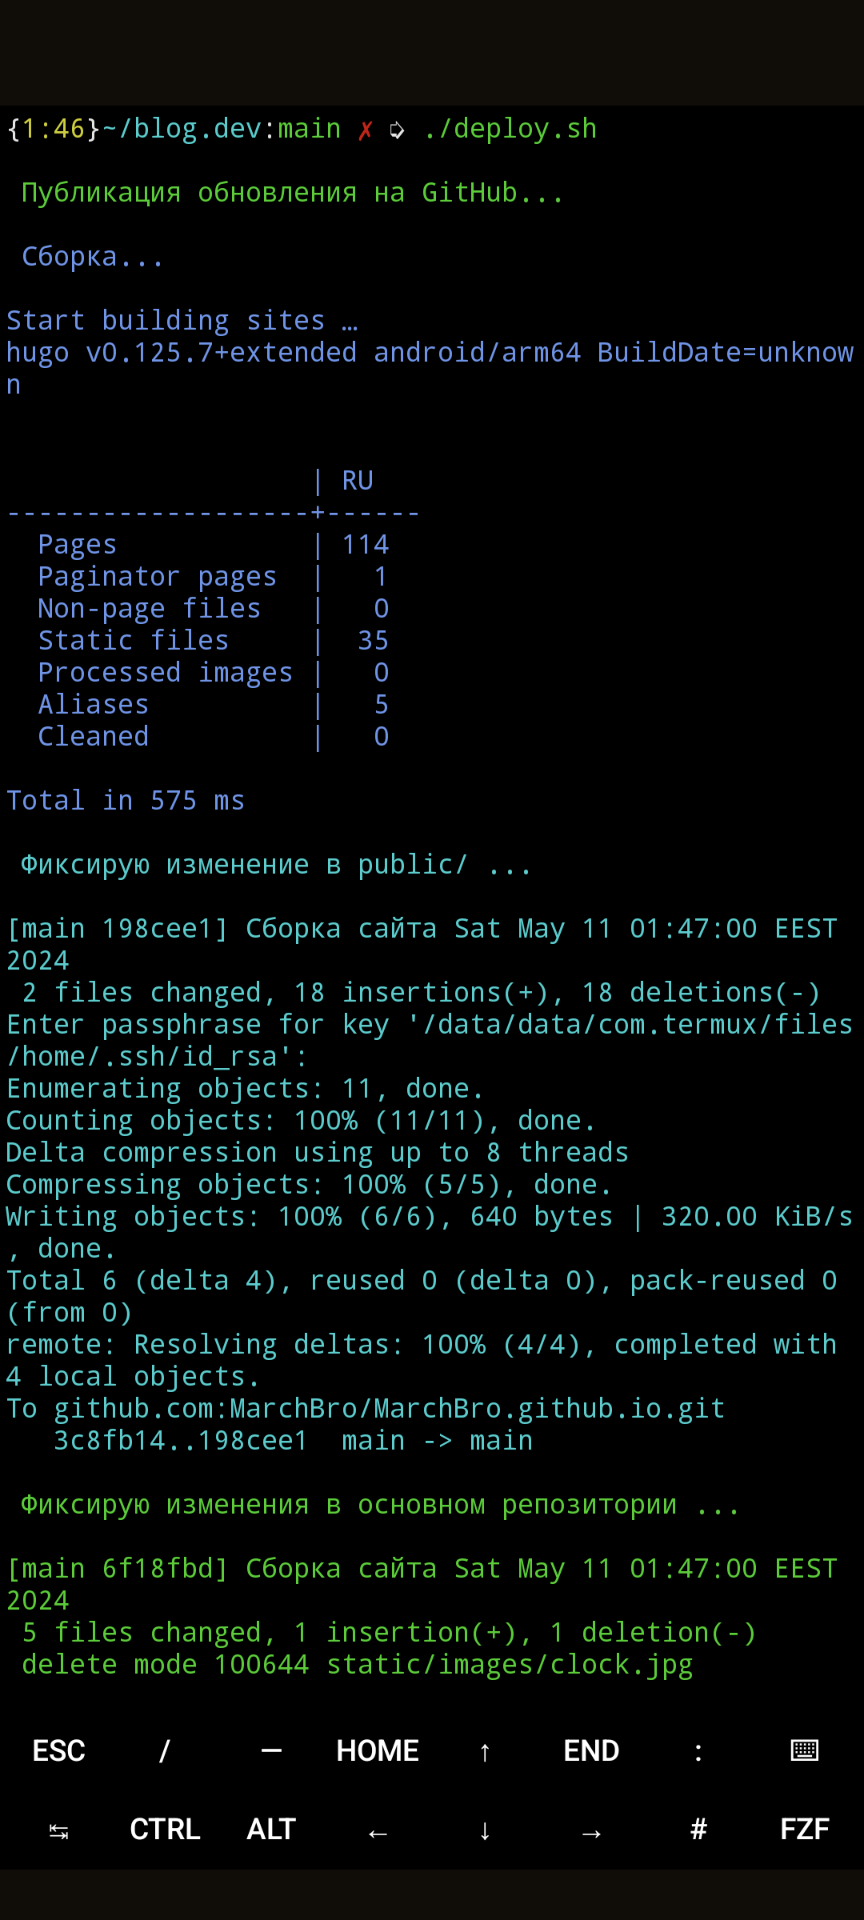 {1:46}~/blog.dev:main ✗ ➭ ./deploy.sh
Публикация обновления на GitHub...
Сборка...
Start building sites …
hugo v0.125.7+extended android/arm64 BuildDate=unknow
n
| RU
-------------------+------
Pages | 114
Paginator pages | 1
Non-page files | 0
Static files | 35
Processed images | 0
Aliases | 5
Cleaned | 0
Total in 575 ms
Фиксирую изменение в public/ ...
[main 198cee1] Сборка сайта Sat May 11 01:47:00 EEST
2024
2 files changed, 18 insertions(+), 18 deletions(-)
Enter passphrase for key '/data/data/com.termux/files
/home/.ssh/id_rsa':
Enumerating objects: 11, done.
Counting objects: 100% (11/11), done.
Delta compression using up to 8 threads
Compressing objects: 100% (5/5), done.
Writing objects: 100% (6/6), 640 bytes | 320.00 KiB/s
, done.
Total 6 (delta 4), reused 0 (delta 0), pack-reused 0
(from 0)
remote: Resolving deltas: 100% (4/4), completed with
4 local objects.
To github.com:MarchBro/MarchBro.github.io.git
3c8fb14..198cee1  main -> main
Фиксирую изменения в основном репозитории ...
[main 6f18fbd] Сборка сайта Sat May 11 01:47:00 EEST
2024
5 files changed, 1 insertion(+), 1 deletion(-)
delete mode 100644 static/images/clock.jpg
ESC / — HOME ↑ END : ⌨
↹ CTRL ALT ← ↓ → # FZF